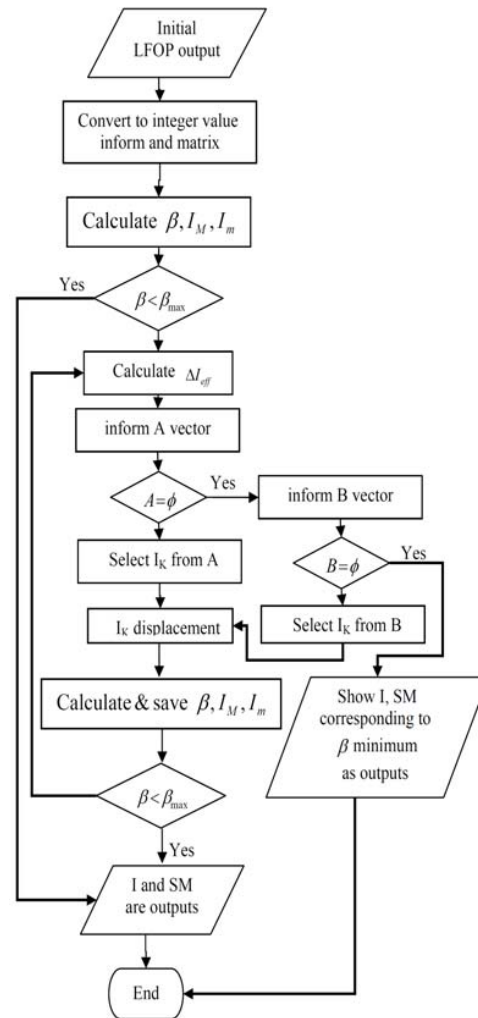 Initial
LFOP output
Convert to integer value
inform and matrix
Calculate β, I_M, I_m
Yes
β<β_max
Calculate ΔI_eff
inform A vector
A=ϕ
Yes
inform B vector
Select I_K from A
B=ϕ
Yes
I_K displacement
Select I_K from B
Calculate & save β, I_M, I_m
Show I, SM
corresponding to
β minimum
as outputs
β<β_max
Yes
I and SM
are outputs
End